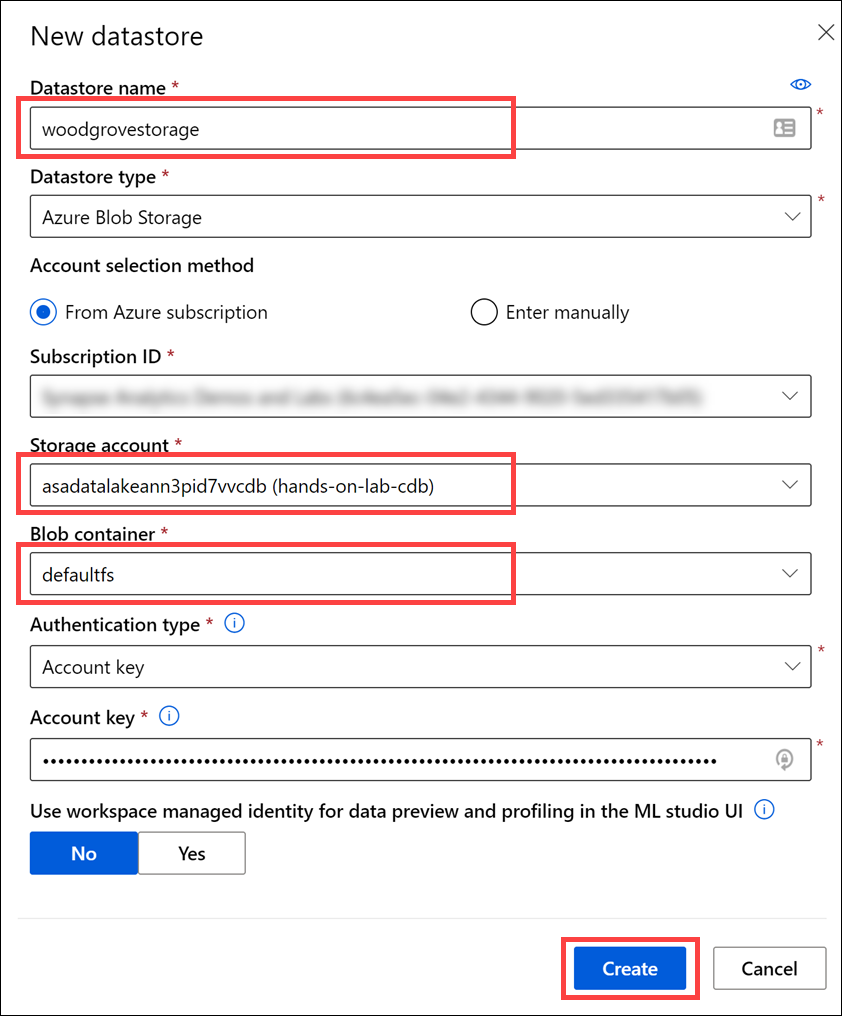 New datastore
Datastore name *
woodgrovestorage
*
Datastore type *
Azure Blob Storage
*
Account selection method
From Azure subscription
Enter manually
Subscription ID *
Storage account *
asadatalakeann3pid7vvcdb (hands-on-lab-cdb)
Blob container *
defaultfs
Authentication type *
Account key
*
Account key *
*
Use workspace managed identity for data preview and profiling in the ML studio UI
No
Yes
Create
Cancel